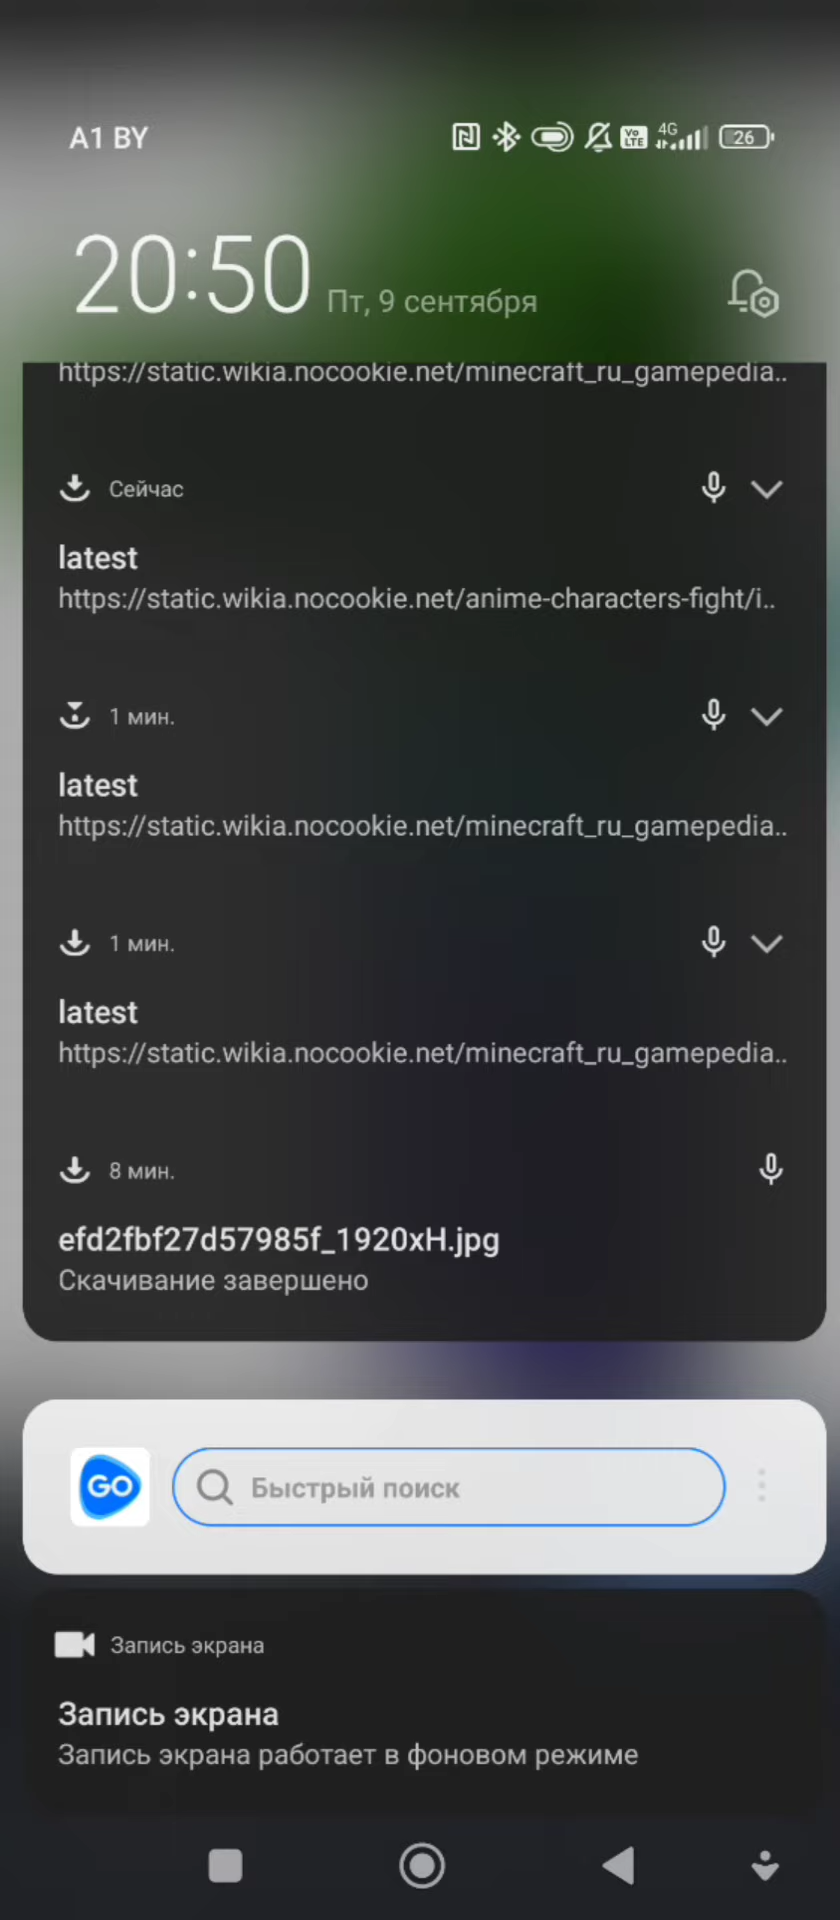 A1 BY
Vo LTE 4G 26
20:50 Пт, 9 сентября
https://static.wikia.nocookie.net/minecraft_ru_gamepedia..
Сейчас
latest
https://static.wikia.nocookie.net/anime-characters-fight/i..
1 мин.
latest
https://static.wikia.nocookie.net/minecraft_ru_gamepedia..
1 мин.
latest
https://static.wikia.nocookie.net/minecraft_ru_gamepedia..
8 мин.
efd2fbf27d57985f_1920xH.jpg
Скачивание завершено
GO Быстрый поиск
Запись экрана
Запись экрана
Запись экрана работает в фоновом режиме